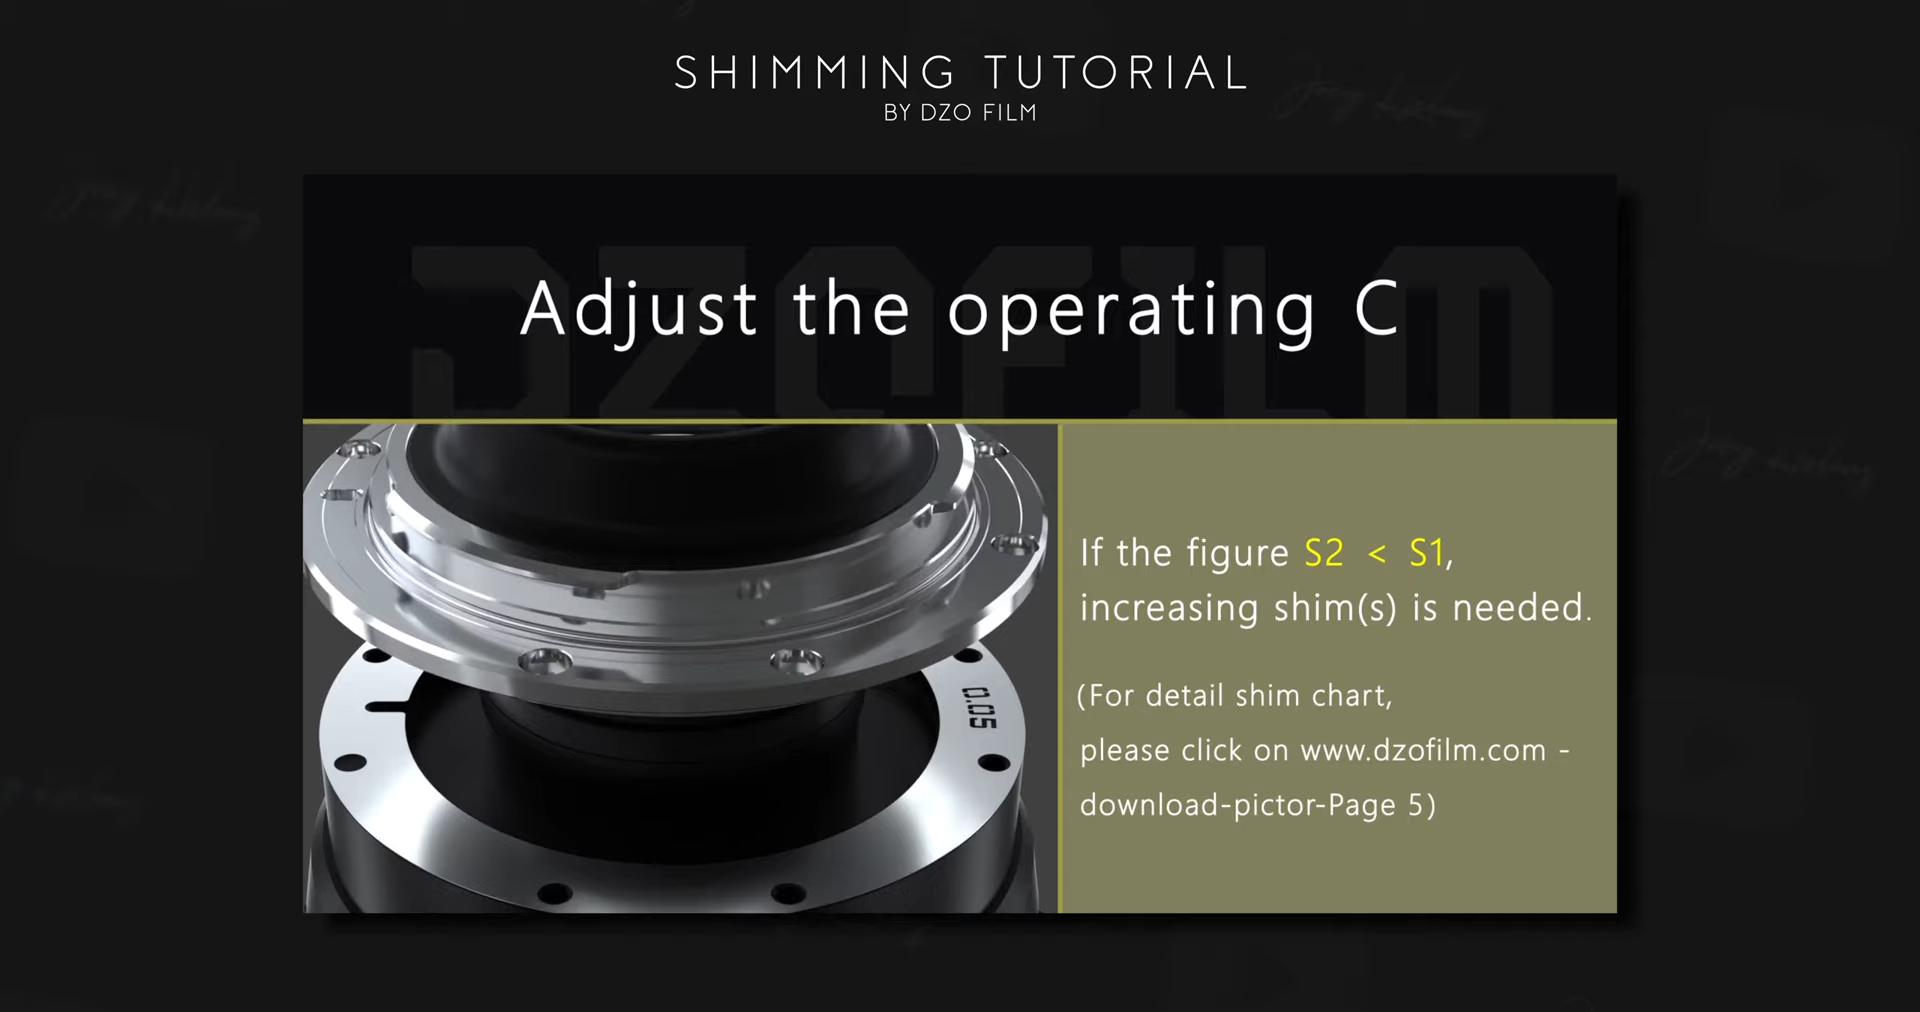 SHIMMING TUTORIAL
BY DZO FILM
DZOFILM
Adjust the operating C
If the figure S2 < S1,
increasing shim(s) is needed.
(For detail shim chart,
please click on www.dzofilm.com -
download-pictor-Page 5)
0.05